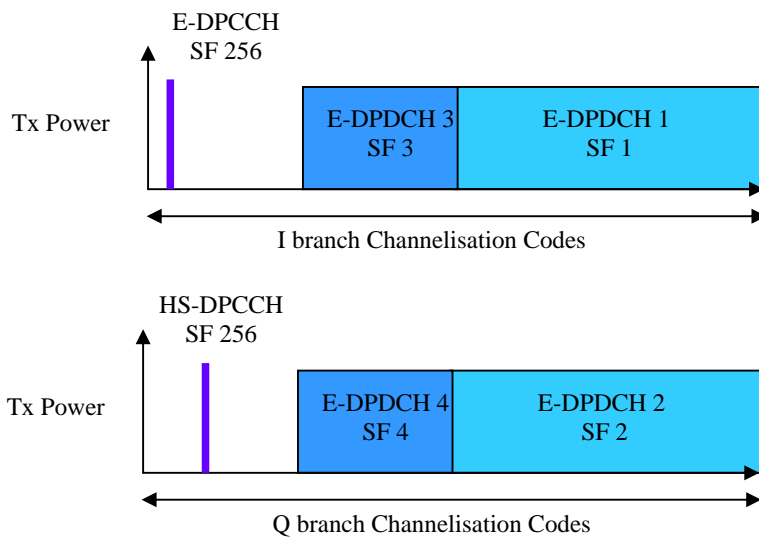 E-DPCCH
SF 256
Tx Power
E-DPDCH 3
SF 3
E-DPDCH 1
SF 1
I branch Channelisation Codes
HS-DPCCH
SF 256
Tx Power
E-DPDCH 4
SF 4
E-DPDCH 2
SF 2
Q branch Channelisation Codes